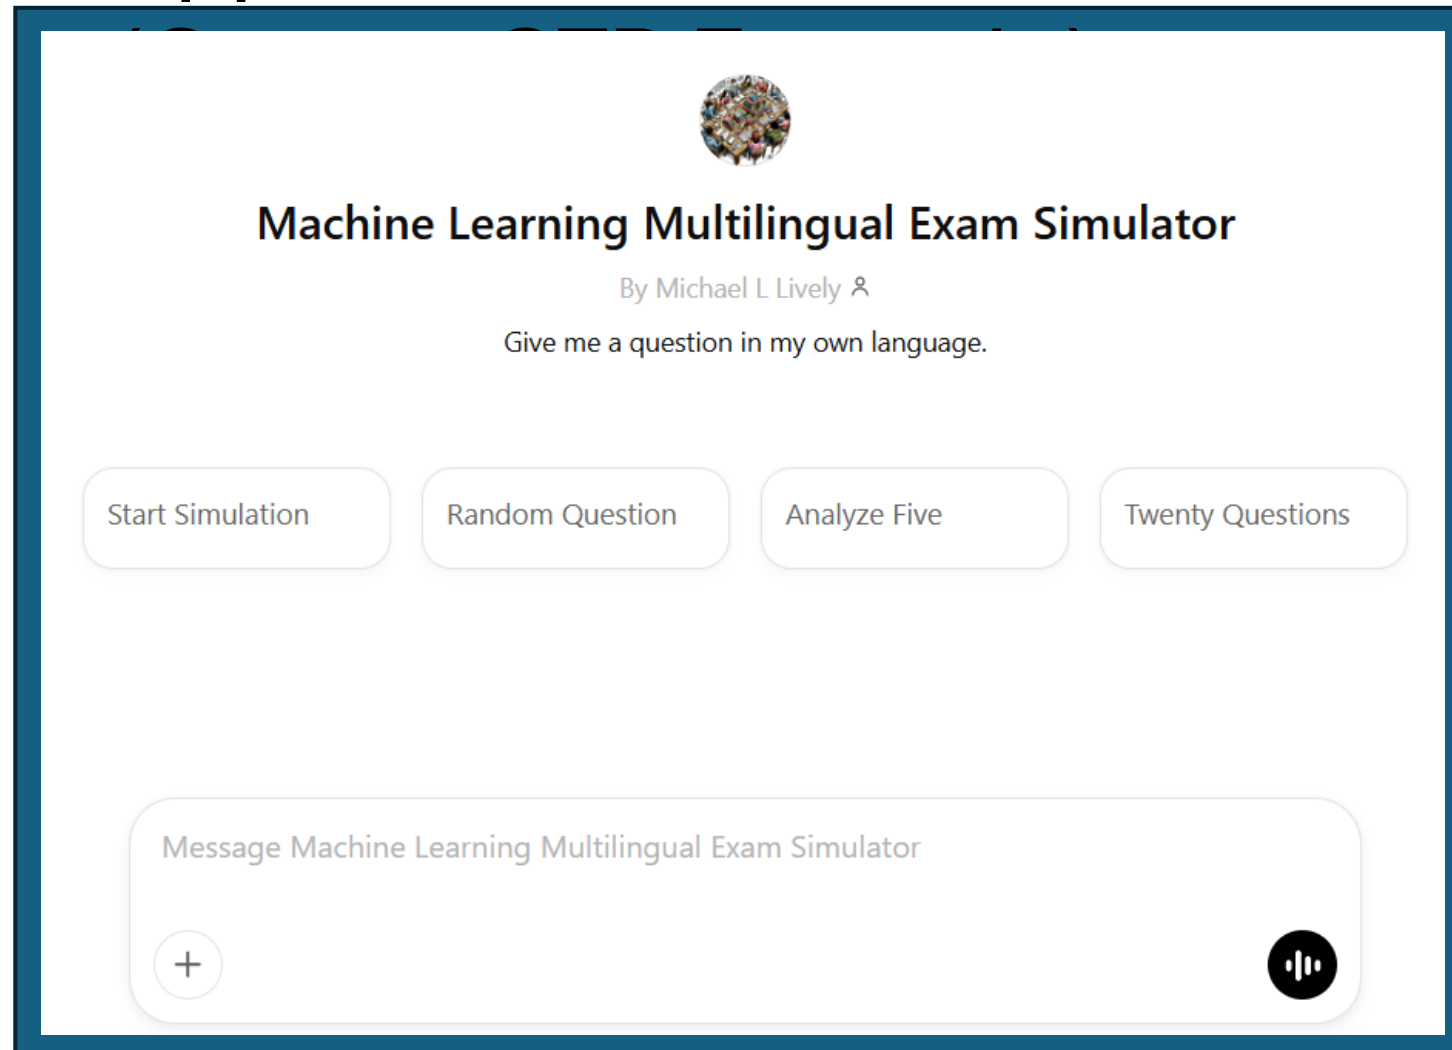 Machine Learning Multilingual Exam Simulator
By Michael L Lively
Give me a question in my own language.
Start Simulation
Random Question
Analyze Five
Twenty Questions
Message Machine Learning Multilingual Exam Simulator